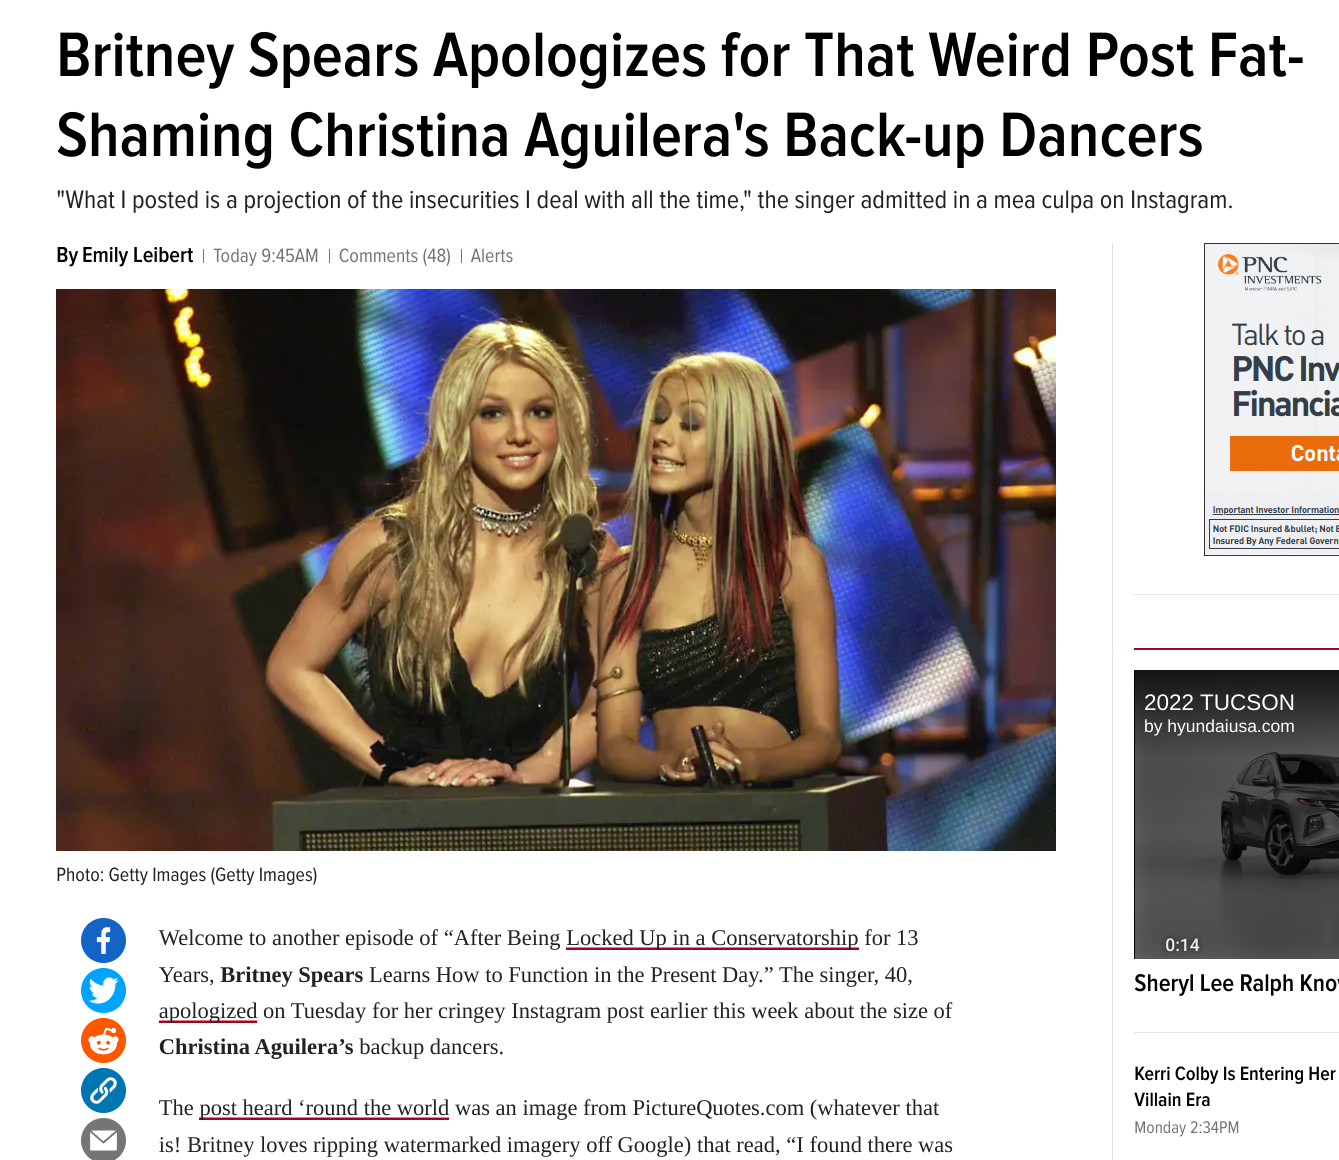 Britney Spears Apologizes for That Weird Post Fat-
Shaming Christina Aguilera's Back-up Dancers
"What I posted is a projection of the insecurities I deal with all the time," the singer admitted in a mea culpa on Instagram.
By Emily Leibert | Today 9:45AM | Comments (48) | Alerts
Photo: Getty Images (Getty Images)
Welcome to another episode of “After Being Locked Up in a Conservatorship for 13
Years, Britney Spears Learns How to Function in the Present Day.” The singer, 40,
apologized on Tuesday for her cringey Instagram post earlier this week about the size of
Christina Aguilera’s backup dancers.
The post heard ‘round the world was an image from PictureQuotes.com (whatever that
is! Britney loves ripping watermarked imagery off Google) that read, “I found there was
PNC
INVESTMENTS
Member FINRA and SIPC
Talk to a
PNC Inv
Financia
Conta
Important Investor Information
Not FDIC Insured &bullet; Not
Insured By Any Federal Govern
2022 TUCSON
by hyundaiusa.com
0:14
Sheryl Lee Ralph Kno
Kerri Colby Is Entering Her
Villain Era
Monday 2:34PM